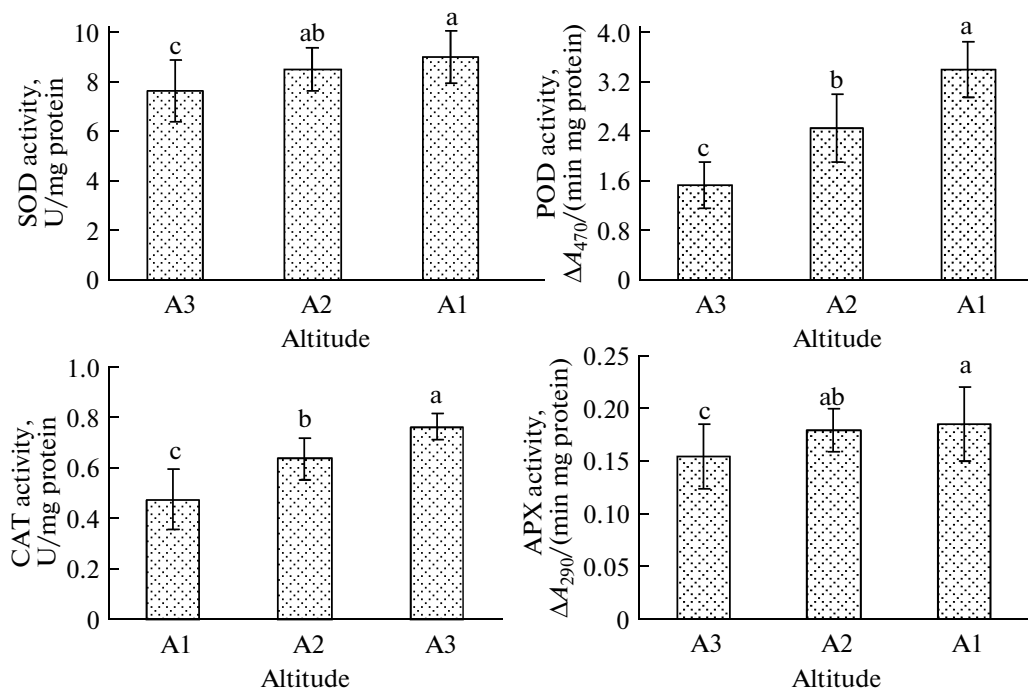 SOD activity,
U/mg protein
10
8
6
4
2
0
c
ab
a
A3 A2 A1
Altitude
POD activity,
ΔA470/(min mg protein)
4.0
3.2
2.4
1.6
0.8
0
c
b
a
A3 A2 A1
Altitude
CAT activity,
U/mg protein
1.0
0.8
0.6
0.4
0.2
0
c
b
a
A1 A2 A3
Altitude
APX activity,
ΔA290/(min mg protein)
0.25
0.20
0.15
0.10
0.05
0
c
ab
a
A3 A2 A1
Altitude